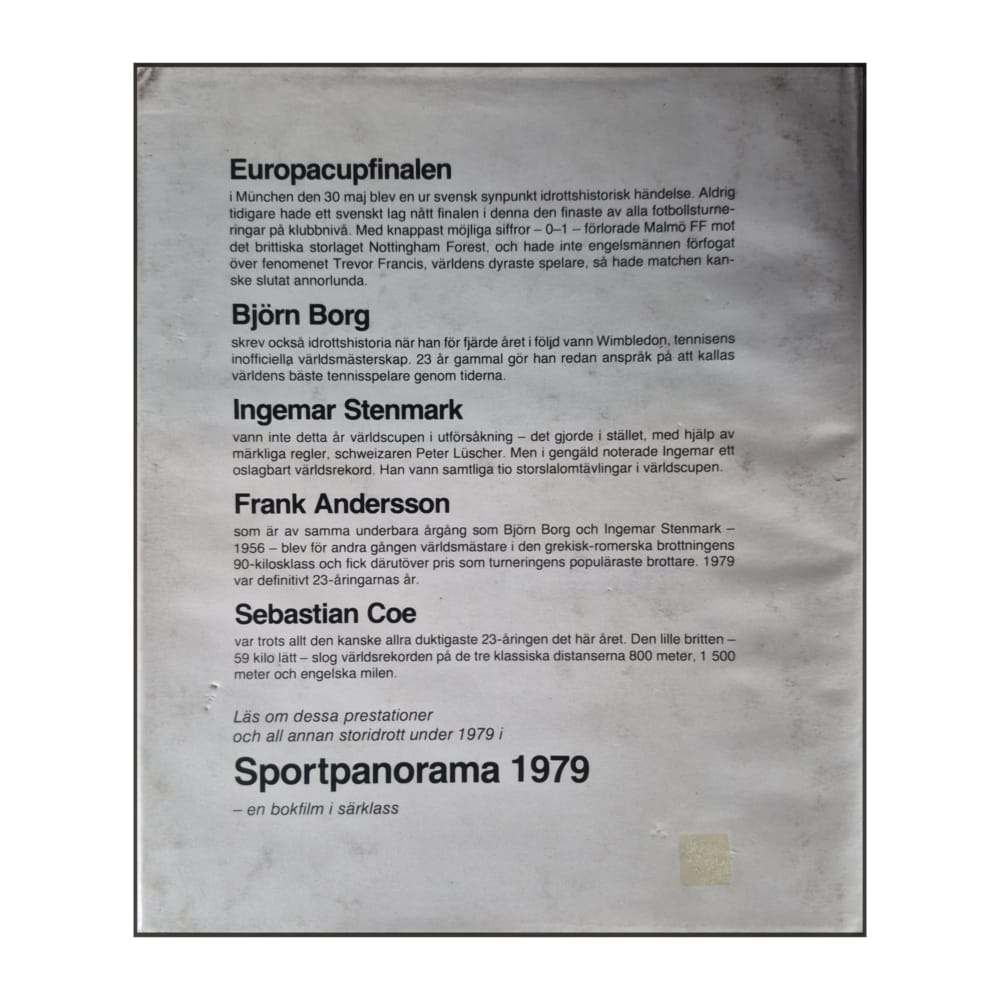 Europacupfinalen
i München den 30 maj blev en ur svensk synpunkt idrottshistorisk händelse. Aldrig
tidigare hade ett svenskt lag nått finalen i denna den finaste av alla fotbollsturne-
ringar på klubbnivå. Med knappast möjliga siffror – 0–1 – förlorade Malmö FF mot
det brittiska storlaget Nottingham Forest, och hade inte engelsmännen förfogat
över fenomenet Trevor Francis, världens dyraste spelare, så hade matchen kan-
ske slutat annorlunda.
Björn Borg
skrev också idrottshistoria när han för fjärde året i följd vann Wimbledon, tennisens
inofficiella världsmästerskap. 23 år gammal gör han redan anspråk på att kallas
världens bäste tennisspelare genom tiderna.
Ingemar Stenmark
vann inte detta år världscupen i utförsåkning – det gjorde i stället, med hjälp av
märkliga regler, schweizaren Peter Lüscher. Men i gengäld noterade Ingemar ett
oslagbart världsrekord. Han vann samtliga tio storslalomtävlingar i världscupen.
Frank Andersson
som är av samma underbara årgång som Björn Borg och Ingemar Stenmark –
1956 – blev för andra gången världsmästare i den grekisk-romerska brottningens
90-kilosklass och fick därutöver pris som turneringens populäraste brottare. 1979
var definitivt 23-åringarnas år.
Sebastian Coe
var trots allt den kanske allra duktigaste 23-åringen det här året. Den lille britten –
59 kilo lätt – slog världsrekorden på de tre klassiska distanserna 800 meter, 1 500
meter och engelska milen.
Läs om dessa prestationer
och all annan storidrott under 1979 i
Sportpanorama 1979
– en bokfilm i särklass